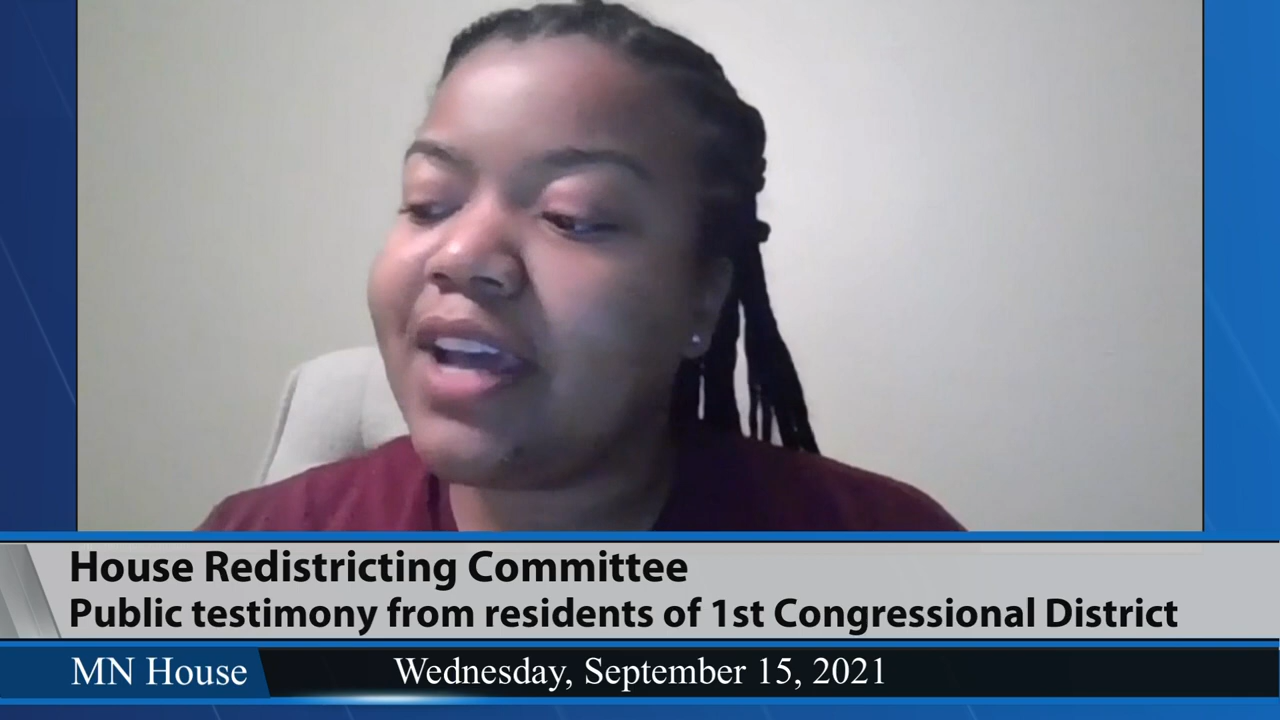 House Redistricting Committee
Public testimony from residents of 1st Congressional District
MN House
Wednesday, September 15, 2021